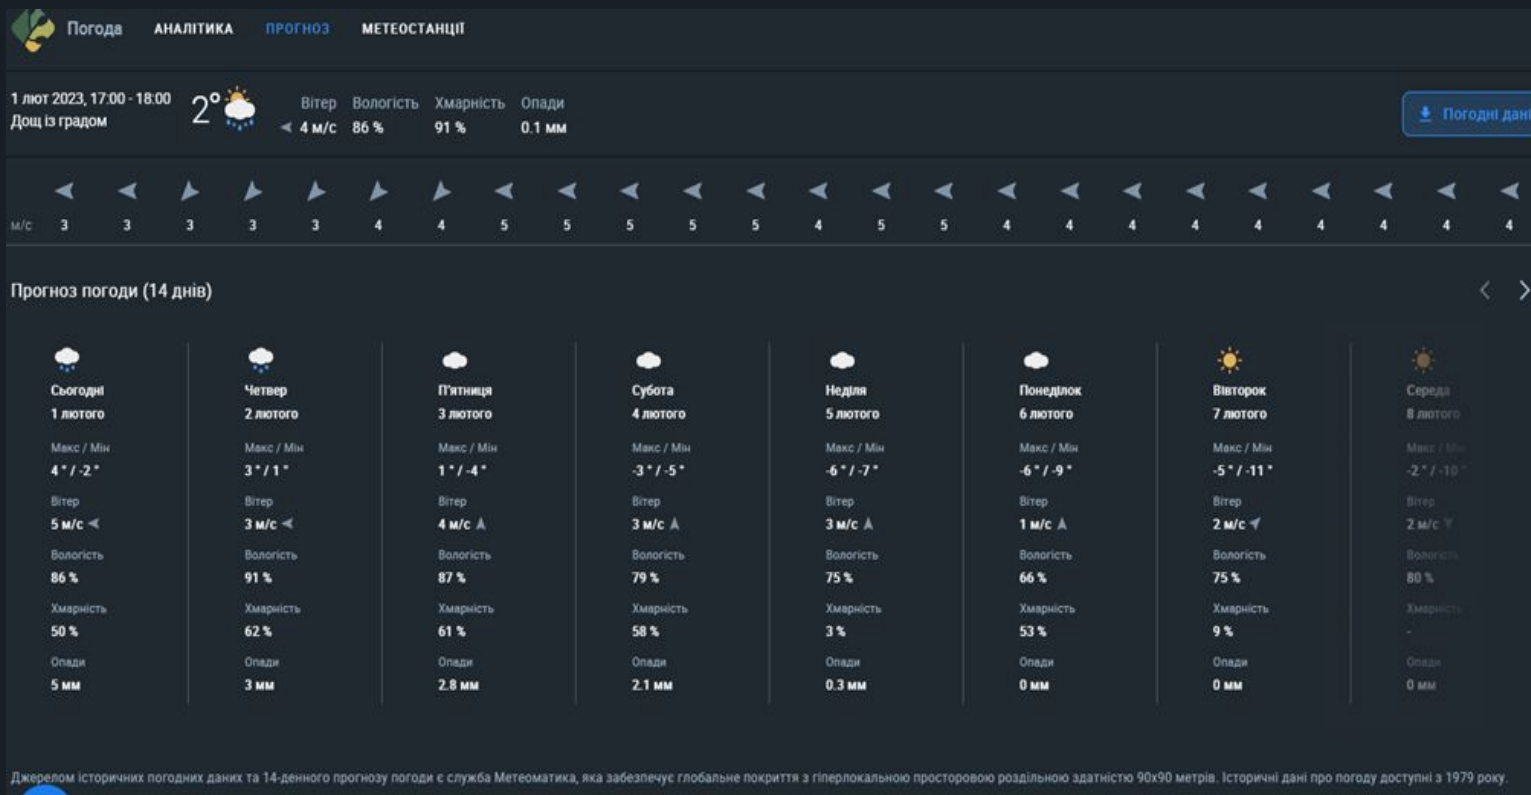 Погода АНАЛІТИКА ПРОГНОЗ МЕТЕОСТАНЦІЇ
1 лют 2023, 17:00 - 18:00
Дощ із градом
2°
Вітер Вологість Хмарність Опади
4 м/с 86 % 91 % 0.1 мм
Погодні дані
м/с 3 3 3 3 3 4 4 5 5 5 5 5 4 5 5 4 4 4 4 4 4 4 4 4
Прогноз погоди (14 днів)
Сьогодні Четвер П'ятниця Субота Неділя Понеділок Вівторок Середа
1 лютого 2 лютого 3 лютого 4 лютого 5 лютого 6 лютого 7 лютого 8 лютого
Макс / Мін Макс / Мін Макс / Мін Макс / Мін Макс / Мін Макс / Мін Макс / Мін Макс / Мін
4 ° / -2 ° 3 ° / 1 ° 1 ° / -4 ° -3 ° / -5 ° -6 ° / -7 ° -6 ° / -9 ° -5 ° / -11 ° -2 ° / -10 °
Вітер Вітер Вітер Вітер Вітер Вітер Вітер Вітер
5 м/с 3 м/с 4 м/с 3 м/с 3 м/с 1 м/с 2 м/с 2 м/с
Вологість Вологість Вологість Вологість Вологість Вологість Вологість Вологість
86 % 91 % 87 % 79 % 75 % 66 % 75 % 80 %
Хмарність Хмарність Хмарність Хмарність Хмарність Хмарність Хмарність Хмарність
50 % 62 % 61 % 58 % 3 % 53 % 9 % -
Опади Опади Опади Опади Опади Опади Опади Опади
5 мм 3 мм 2.8 мм 2.1 мм 0.3 мм 0 мм 0 мм 0 мм
Джерелом історичних погодних даних та 14-денного прогнозу погоди є служба Метеоматика, яка забезпечує глобальне покриття з гіперлокальною просторовою роздільною здатністю 90x90 метрів. Історичні дані про погоду доступні з 1979 року.